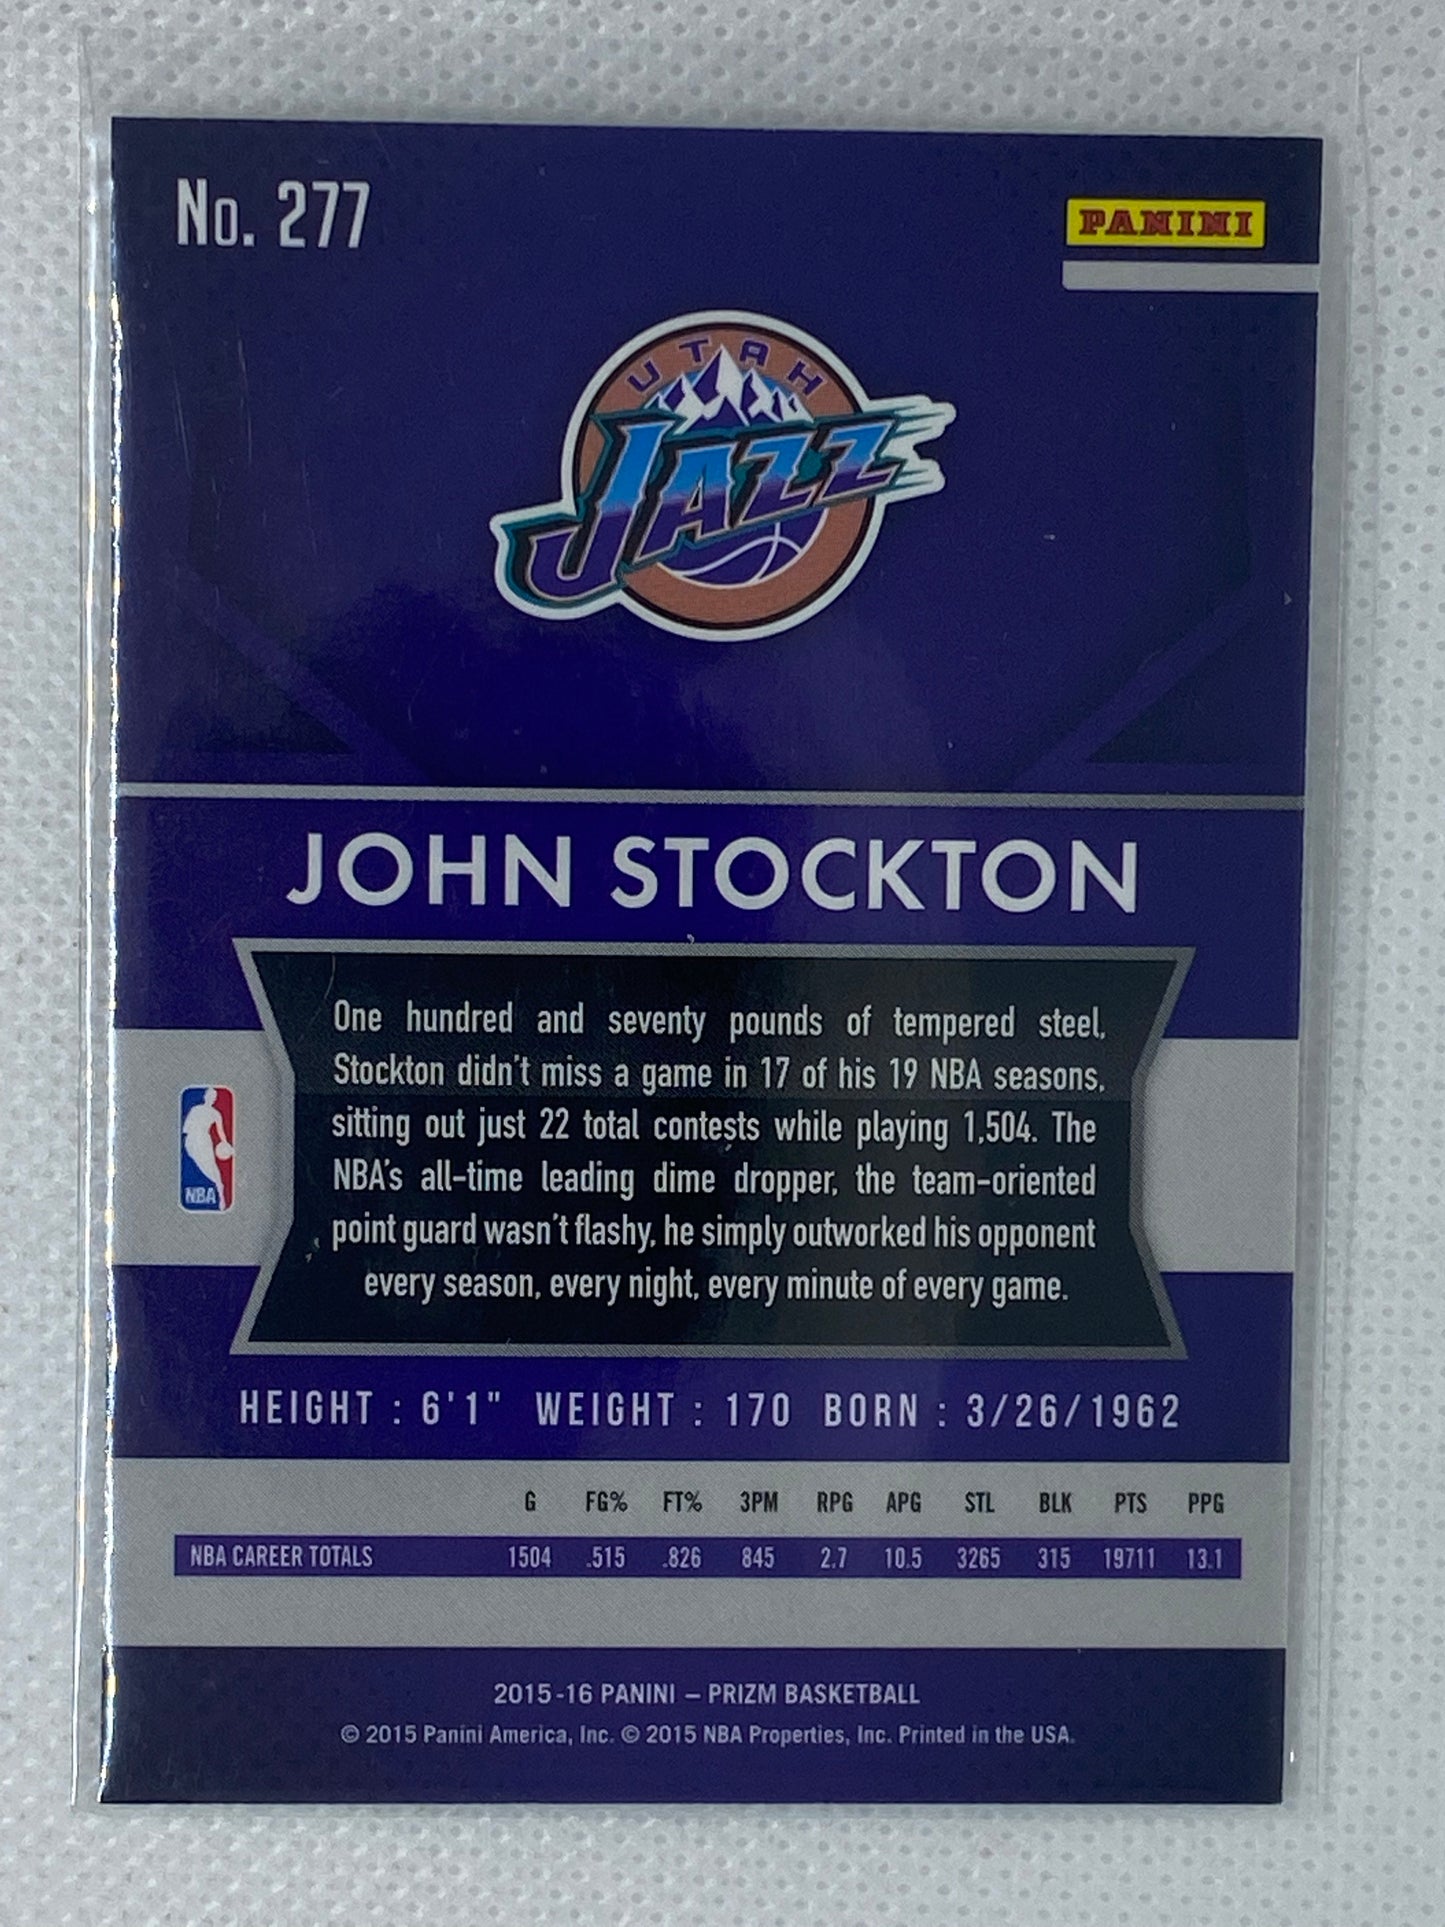 No. 277
PANINI
UTAH
JAZZ
JOHN STOCKTON
One hundred and seventy pounds of tempered steel,
Stockton didn't miss a game in 17 of his 19 NBA seasons,
sitting out just 22 total contests while playing 1,504. The
NBA's all-time leading dime dropper, the team-oriented
point guard wasn't flashy, he simply outworked his opponent
every season, every night, every minute of every game.
NBA
HEIGHT : 6'1" WEIGHT : 170 BORN : 3/26/1962
G FG% FT% 3PM RPG APG STL BLK PTS PPG
NBA CAREER TOTALS 1504 .515 .826 845 2.7 10.5 3265 315 19711 13.1
2015-16 PANINI – PRIZM BASKETBALL
© 2015 Panini America, Inc. © 2015 NBA Properties, Inc. Printed in the USA.